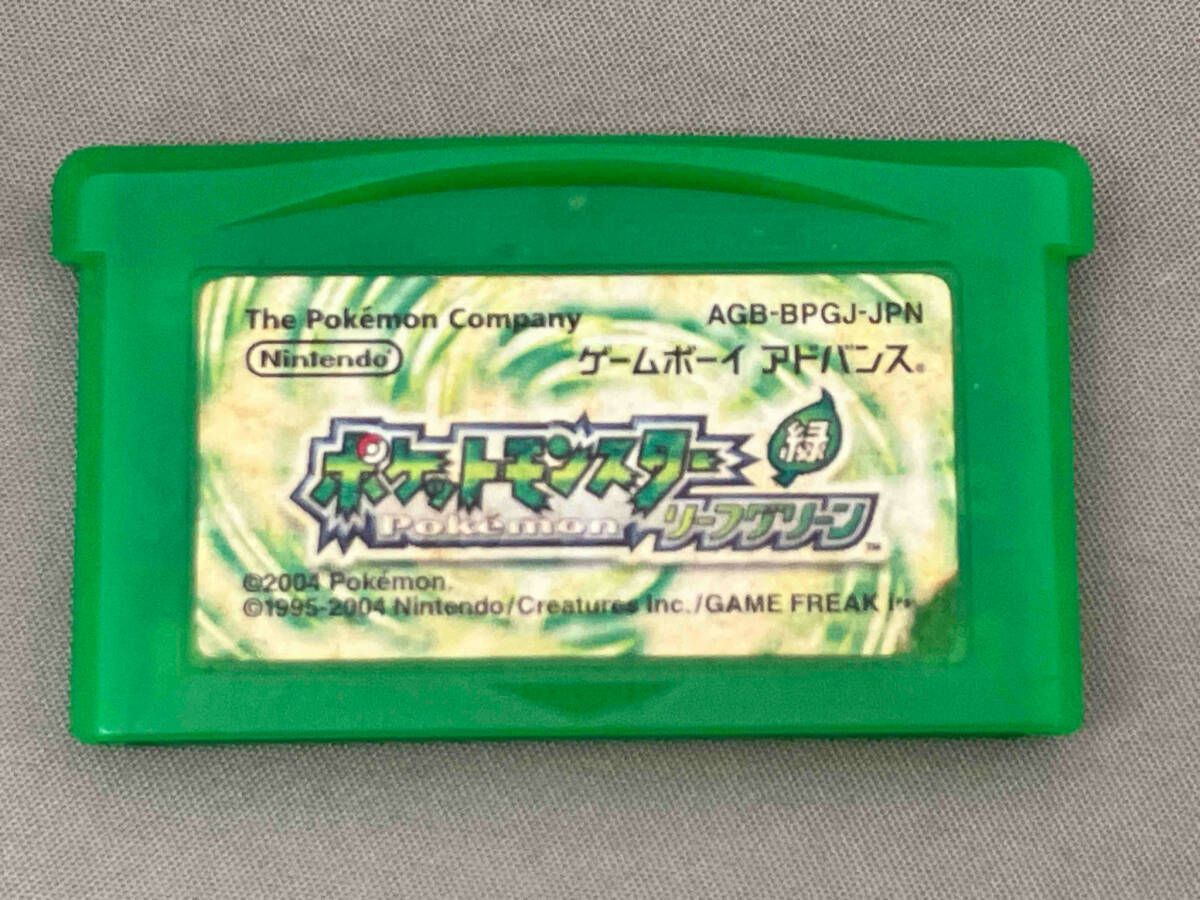 The Pokémon Company
AGB-BPGJ-JPN
Nintendo
ゲームボーイ アドバンス®
ポケットモンスター
緑
Pokémon
リーフグリーン™
©2004 Pokémon.
©1995-2004 Nintendo/Creatures Inc./GAME FREAK